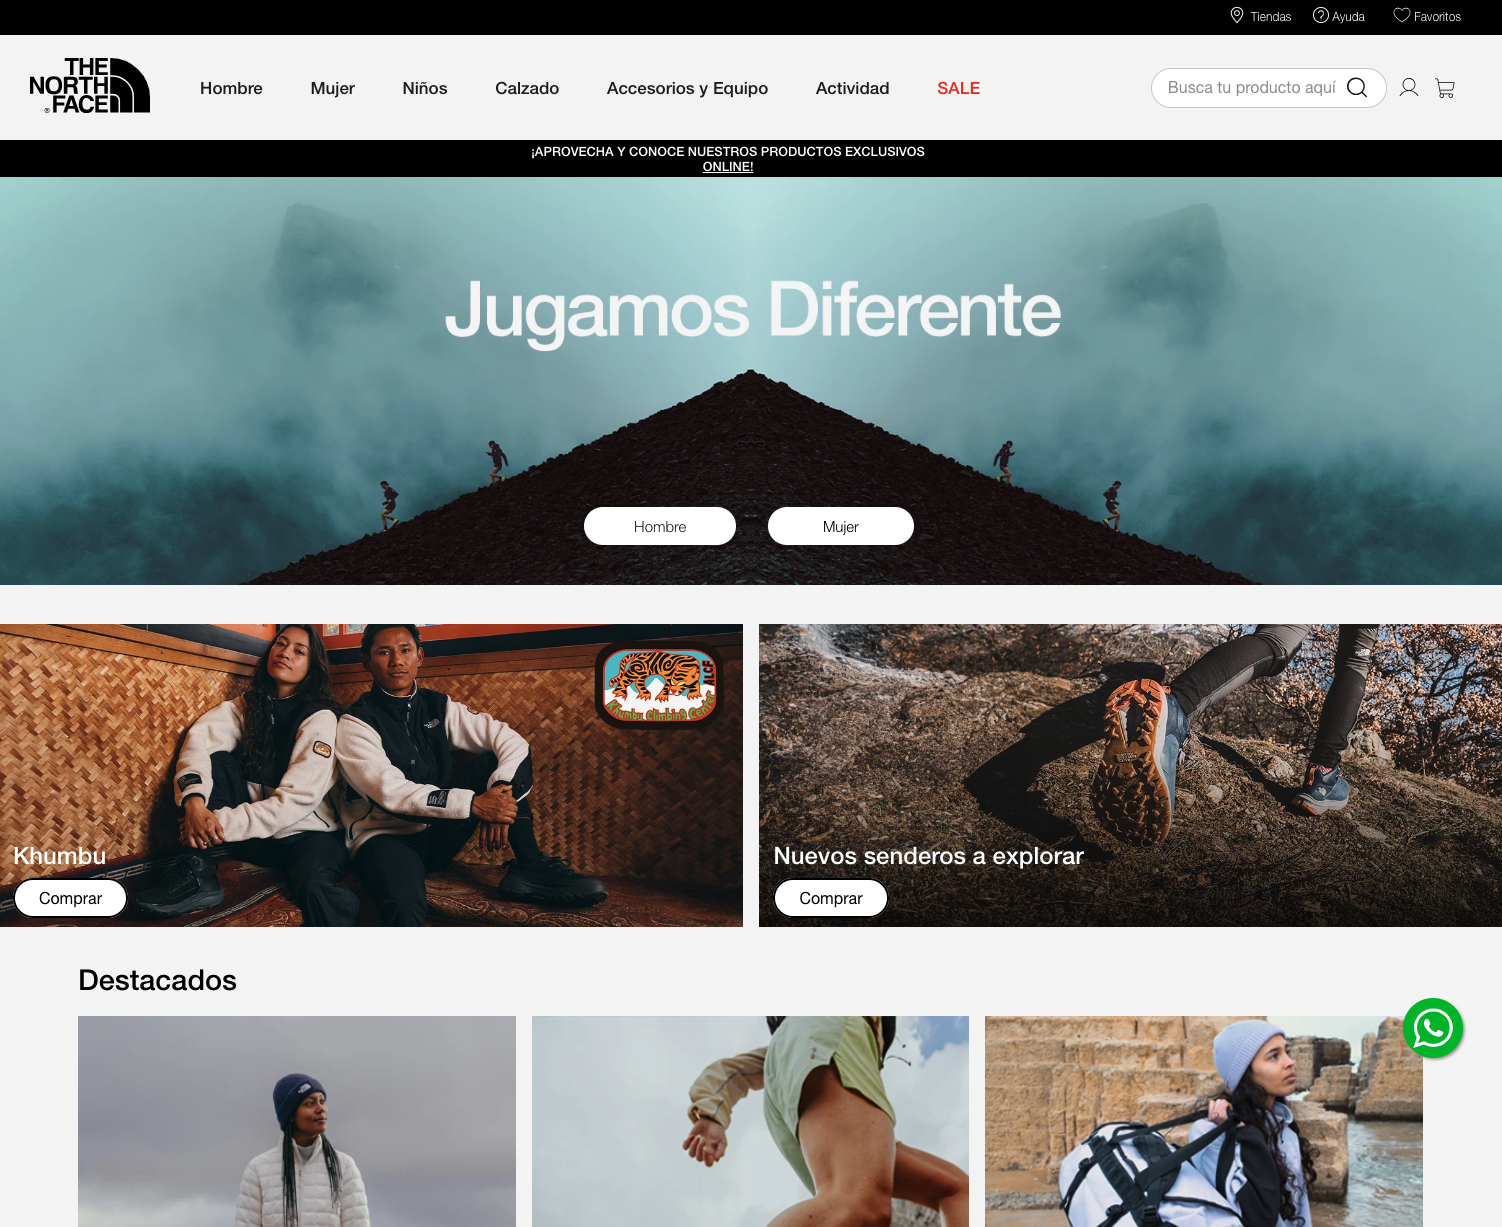 Tiendas
Ayuda
Favoritos
THE
NORTH
FACE
Hombre
Mujer
Niños
Calzado
Accesorios y Equipo
Actividad
SALE
Busca tu producto aquí
¡APROVECHA Y CONOCE NUESTROS PRODUCTOS EXCLUSIVOS
ONLINE!
Jugamos Diferente
Hombre
Mujer
Khumbu Climbing Center
Khumbu
Comprar
Nuevos senderos a explorar
Comprar
Destacados